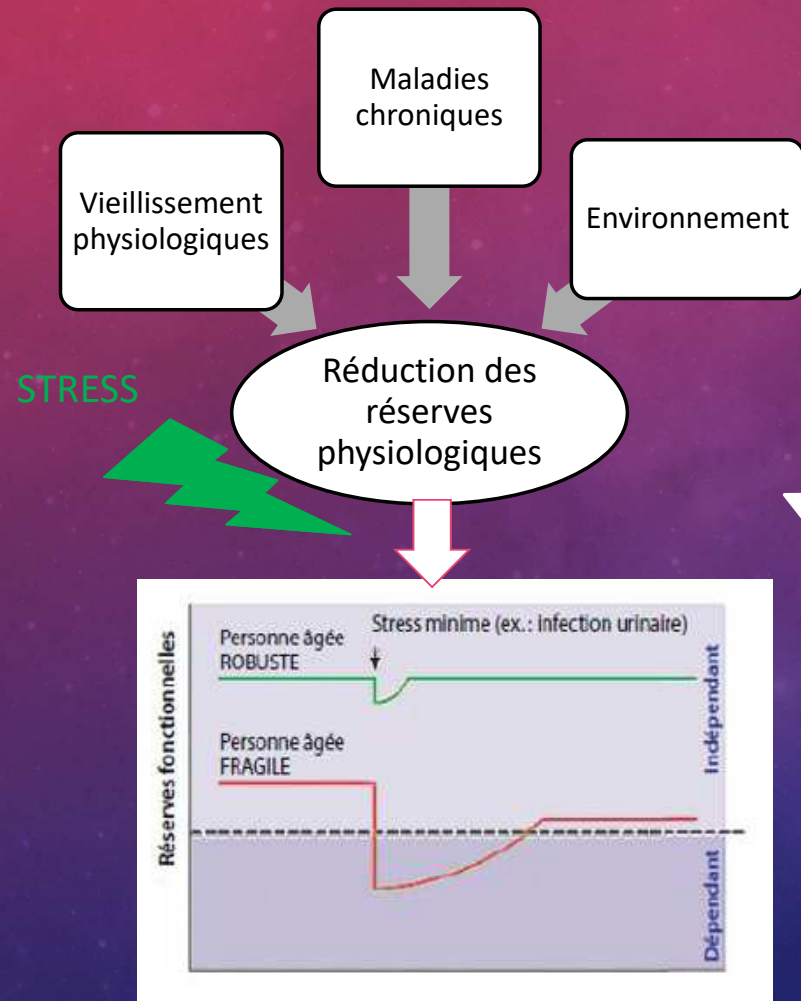 Maladies
chroniques
Vieillissement
physiologiques
Environnement
STRESS
Réduction des
réserves
physiologiques
Réserves fonctionnelles
Personne âgée
ROBUSTE
Stress minime (ex.: infection urinaire)
Personne âgée
FRAGILE
Indépendant
Dépendant